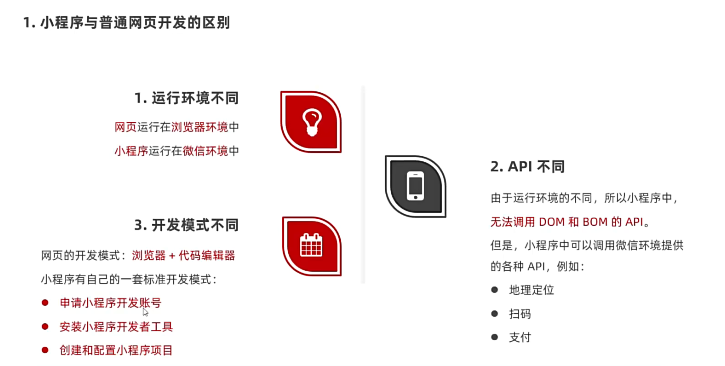 1. 小程序与普通网页开发的区别
1. 运行环境不同
网页运行在浏览器环境中
小程序运行在微信环境中
2. API 不同
由于运行环境的不同，所以小程序中，
无法调用 DOM 和 BOM 的 API。
但是，小程序中可以调用微信环境提供
的各种 API，例如：
● 地理定位
● 扫码
● 支付
3. 开发模式不同
网页的开发模式：浏览器 + 代码编辑器
小程序有自己的一套标准开发模式：
● 申请小程序开发账号
● 安装小程序开发者工具
● 创建和配置小程序项目